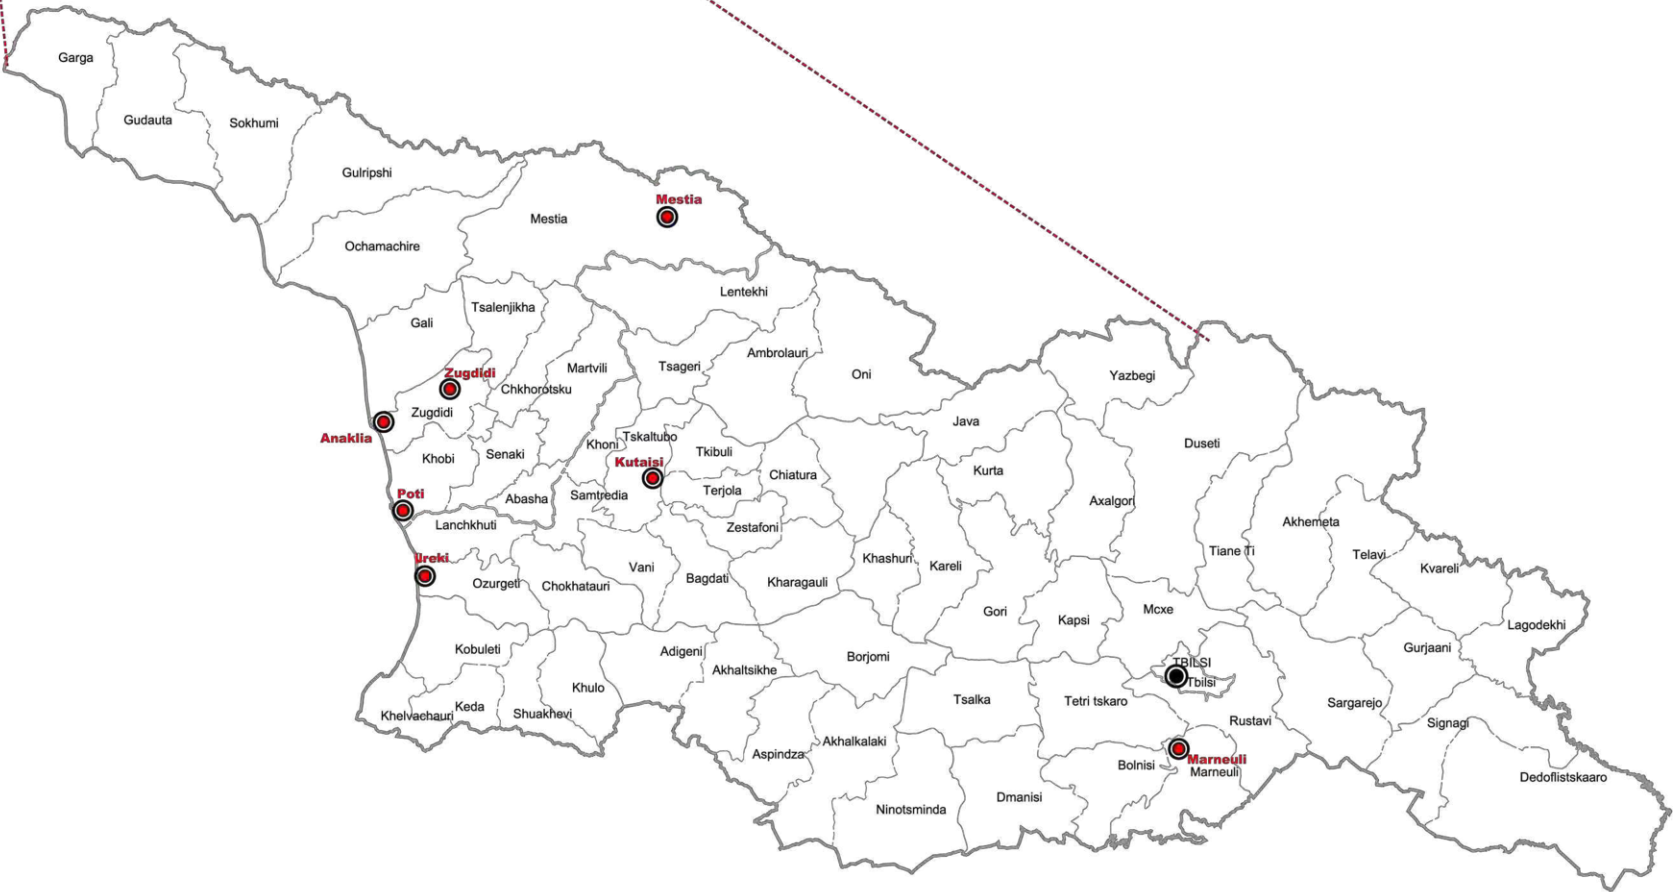 Garga
Gudauta
Sokhumi
Gulripshi
Mestia
Mestia
Ochamachire
Lentekhi
Tsalenjikha
Gali
Ambrolauri
Martvili
Tsageri
Oni
Yazbegi
Zugdidi
Chkhorotsku
Zugdidi
Java
Anaklia
Tskaltubo
Khoni
Duseti
Tkibuli
Senaki
Khobi
Kutaisi
Kurta
Chiatura
Terjola
Poti
Samtredia
Abasha
Axalgori
Lanchkhuti
Zestafoni
Akhemeta
Tiane Ti
Telavi
Ureki
Khashuri
Kareli
Vani
Kvareli
Ozurgeti
Chokhatauri
Bagdati
Kharagauli
Gori
Kapsi
Mcxe
Lagodekhi
Kobuleti
Adigeni
Akhaltsikhe
Borjomi
Gurjaani
TBILSI
Tbilsi
Khulo
Tsalka
Tetri tskaro
Sargarejo
Keda
Khelvachauri
Shuakhevi
Rustavi
Signagi
Akhalkalaki
Aspindza
Marneuli
Bolnisi
Marneuli
Dedoflistskaaro
Dmanisi
Ninotsminda